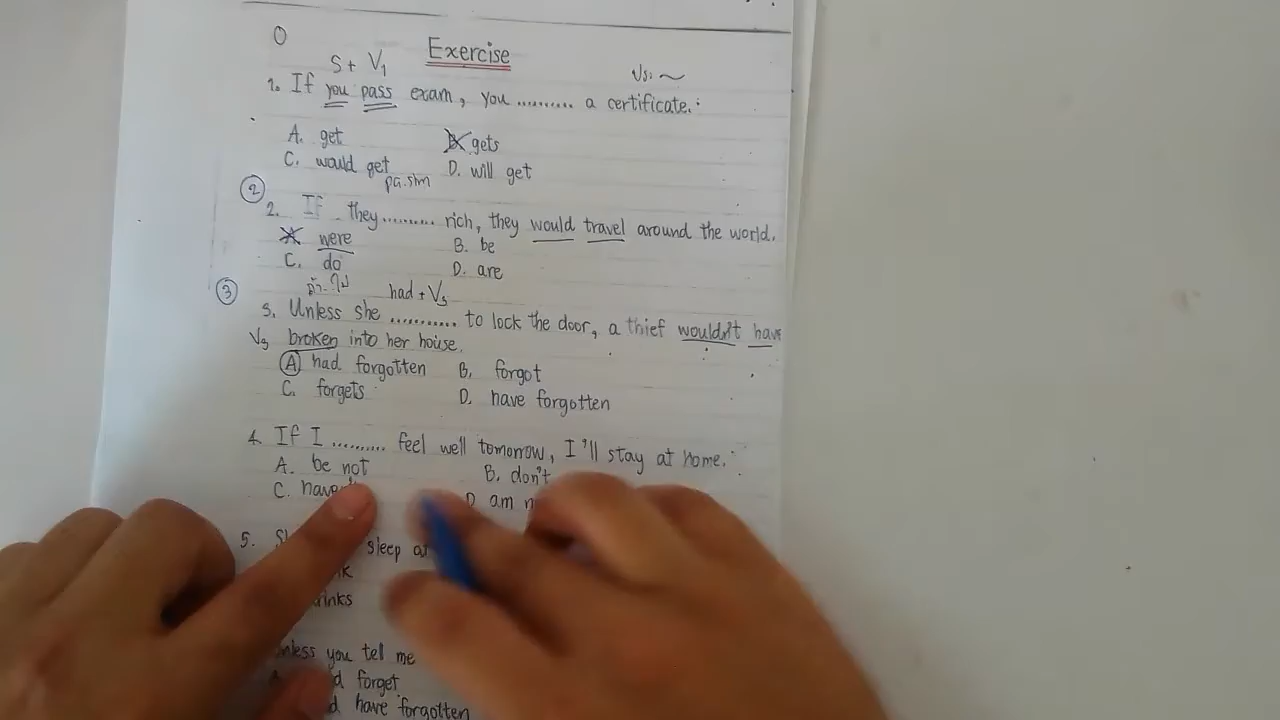 Exercise
S + V1
1. If you pass exam, you .......... a certificate.
A. get B. gets
C. would get D. will get
pa.sim
2
2. If they ......... rich, they would travel around the world.
A were B. be
C. do D. are
3
had + V3
3. Unless she ........... to lock the door, a thief wouldn't have
V3 broken into her house.
A had forgotten B. forgot
C. forgets D. have forgotten
4. If I .......... feel well tomorrow, I'll stay at home.
A. be not B. don't
C. D. am
5. sleep
Unless you tell me
forget
have forgotten